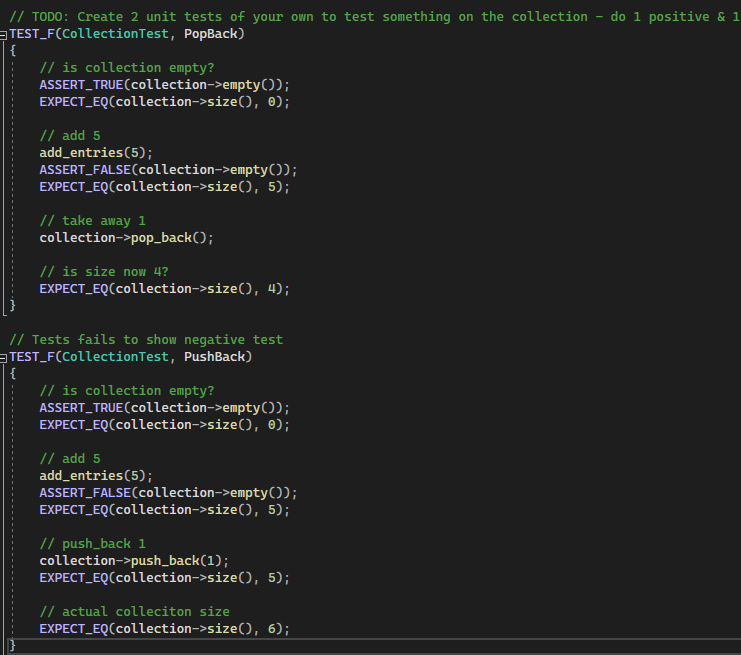 // TODO: Create 2 unit tests of your own to test something on the collection - do 1 positive & 1
TEST_F(CollectionTest, PopBack)
{
// is collection empty?
ASSERT_TRUE(collection->empty());
EXPECT_EQ(collection->size(), 0);
// add 5
add_entries(5);
ASSERT_FALSE(collection->empty());
EXPECT_EQ(collection->size(), 5);
// take away 1
collection->pop_back();
// is size now 4?
EXPECT_EQ(collection->size(), 4);
}
// Tests fails to show negative test
TEST_F(CollectionTest, PushBack)
{
// is collection empty?
ASSERT_TRUE(collection->empty());
EXPECT_EQ(collection->size(), 0);
// add 5
add_entries(5);
ASSERT_FALSE(collection->empty());
EXPECT_EQ(collection->size(), 5);
// push_back 1
collection->push_back(1);
EXPECT_EQ(collection->size(), 5);
// actual colleciton size
EXPECT_EQ(collection->size(), 6);
}